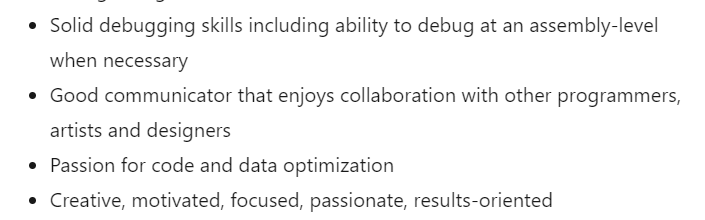 • Solid debugging skills including ability to debug at an assembly-level
when necessary
• Good communicator that enjoys collaboration with other programmers,
artists and designers
• Passion for code and data optimization
• Creative, motivated, focused, passionate, results-oriented